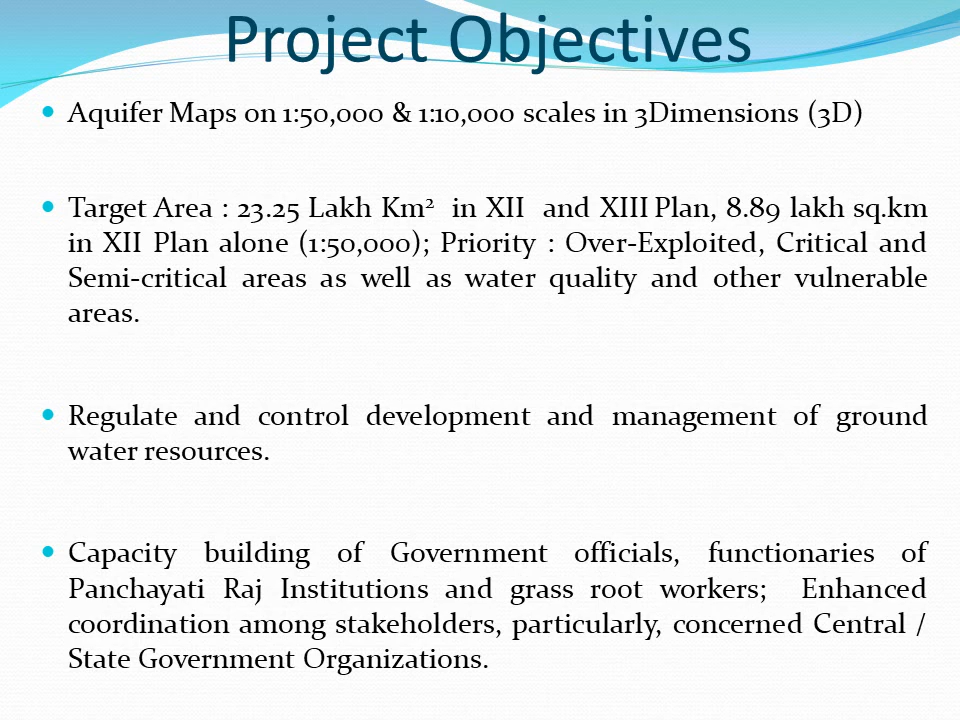 Project Objectives
Aquifer Maps on 1:50,000 & 1:10,000 scales in 3Dimensions (3D)
Target Area : 23.25 Lakh Km² in XII and XIII Plan, 8.89 lakh sq.km
in XII Plan alone (1:50,000); Priority : Over-Exploited, Critical and
Semi-critical areas as well as water quality and other vulnerable
areas.
Regulate and control development and management of ground
water resources.
Capacity building of Government officials, functionaries of
Panchayati Raj Institutions and grass root workers; Enhanced
coordination among stakeholders, particularly, concerned Central /
State Government Organizations.